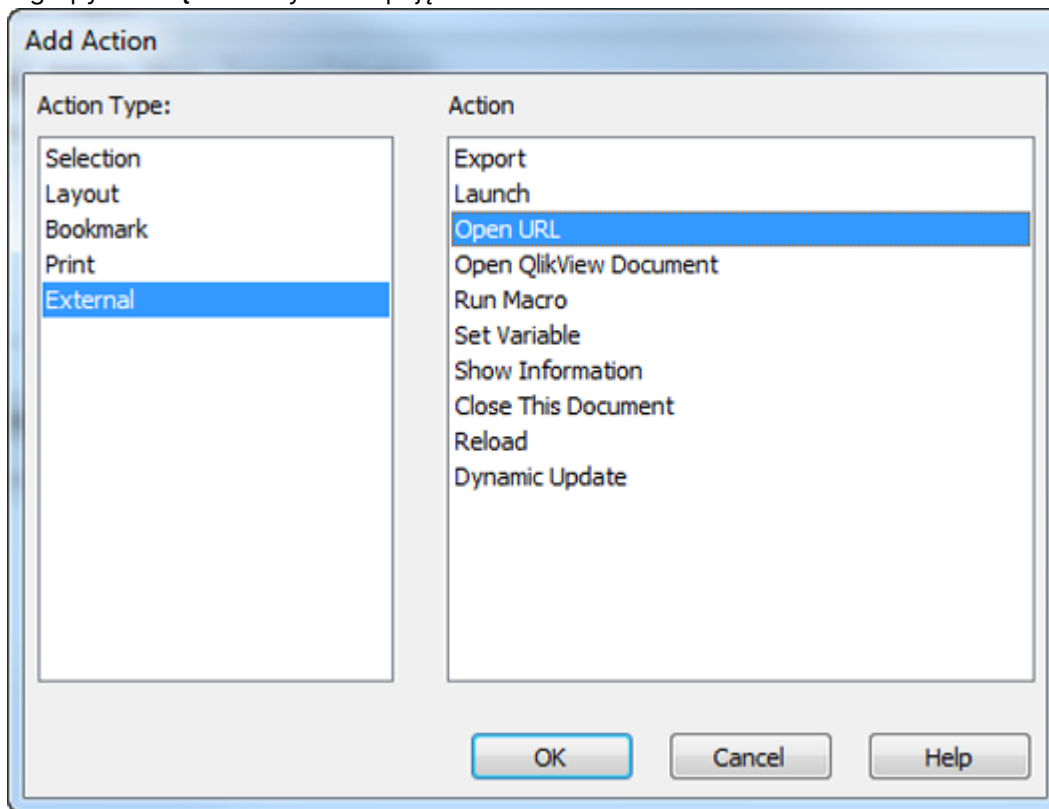 Add Action
Action Type:
Selection
Layout
Bookmark
Print
External
Action
Export
Launch
Open URL
Open QlikView Document
Run Macro
Set Variable
Show Information
Close This Document
Reload
Dynamic Update
OK
Cancel
Help